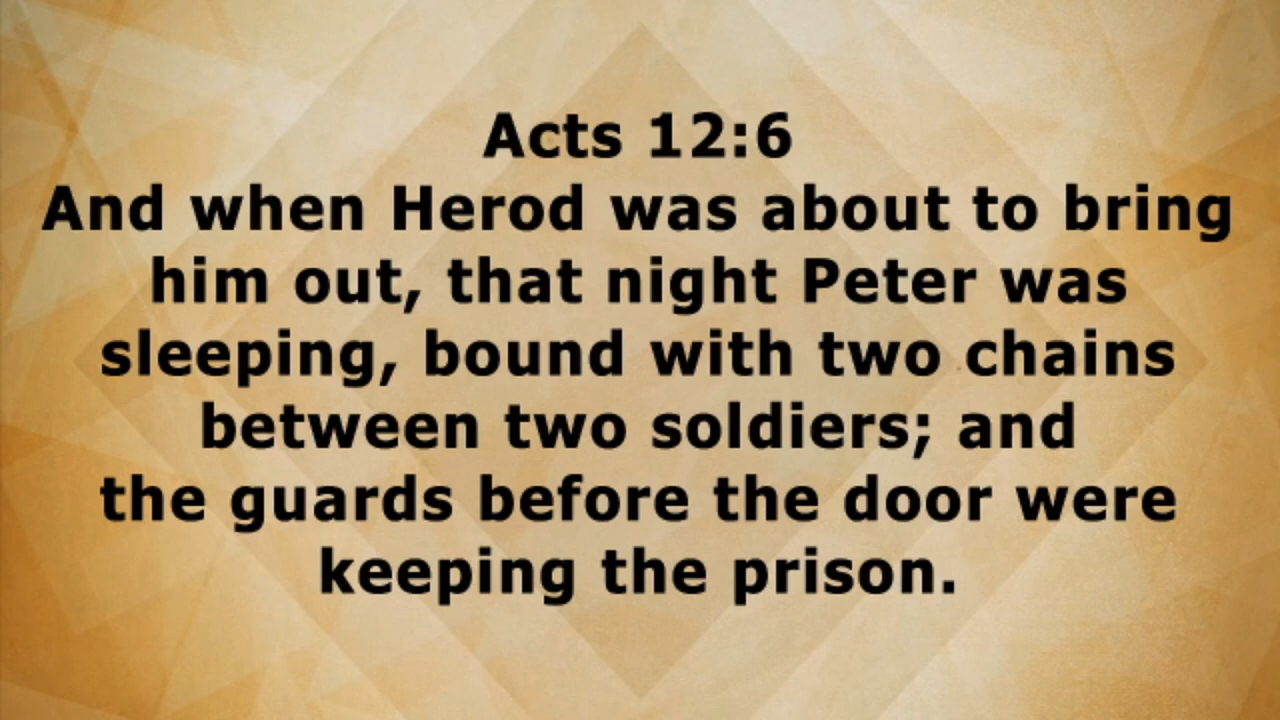 Acts 12:6
And when Herod was about to bring
him out, that night Peter was
sleeping, bound with two chains
between two soldiers; and
the guards before the door were
keeping the prison.